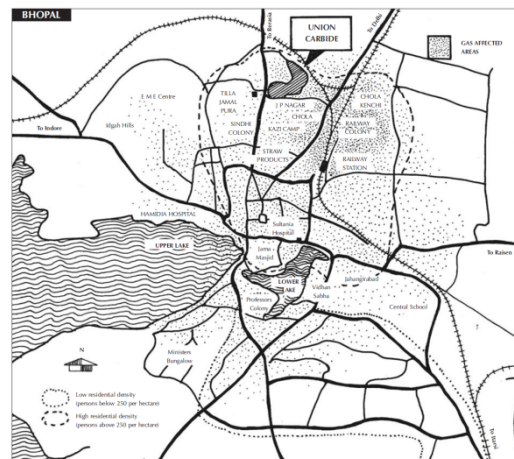 BHOPAL
To Berasia
UNION
CARBIDE
To Delhi
GAS AFFECTED
AREAS
E M E Centre
TILLA
JAMAL
PURA
J P NAGAR
CHOLA
CHOLA
KENCHI
To Indore
Idgah Hills
SINDHI
COLONY
KAZI CAMP
RAILWAY
COLONY
STRAW
PRODUCTS
RAILWAY
STATION
HAMIDIA HOSPITAL
Sultania
Hospital
UPPER LAKE
Jama
Masjid
To Raisen
LOWER
LAKE
Vidhan
Sabha
Jahangirabad
Professors
Colony
Central School
N
Ministers
Bungalow
Low residential density
(persons below 250 per hectare)
High residential density
(persons above 250 per hectare)
To Itarsi